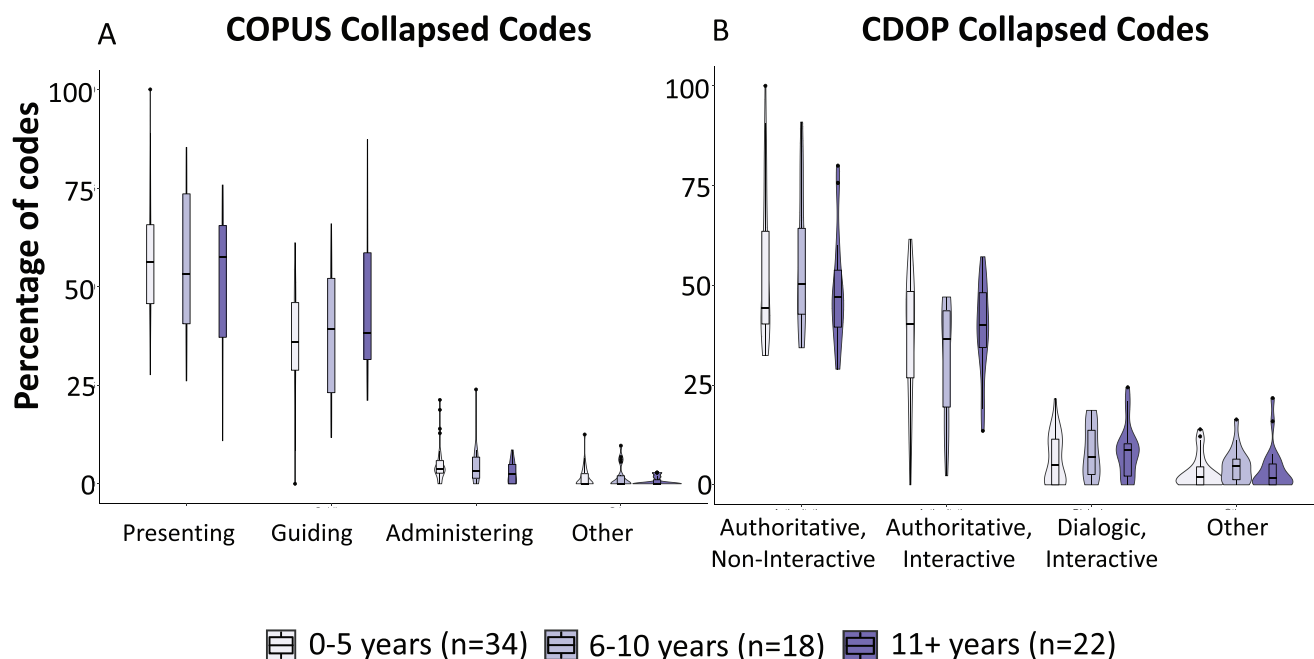 A
COPUS Collapsed Codes
B
CDOP Collapsed Codes
Percentage of codes
100
75
50
25
0
100
75
50
25
0
Presenting
Guiding
Administering
Other
Authoritative,
Non-Interactive
Authoritative,
Interactive
Dialogic,
Interactive
Other
0-5 years (n=34)
6-10 years (n=18)
11+ years (n=22)